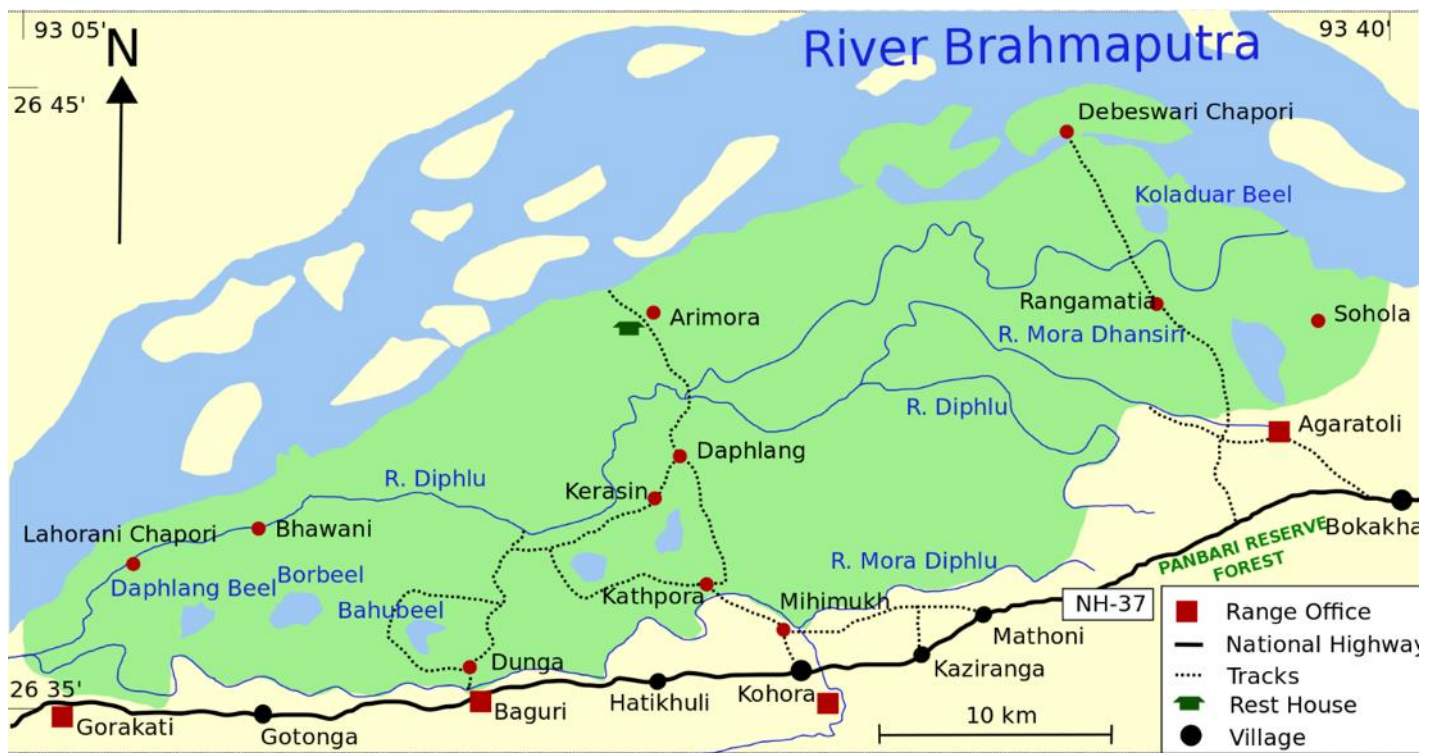 93 05'
N
River Brahmaputra
93 40'
26 45'
Debeswari Chapori
Koladuar Beel
Arimora
Rangamatia
Sohola
R. Mora Dhansiri
R. Diphlu
Agaratoli
Daphlang
R. Diphlu
Kerasin
Bokakha
Lahorani Chapori
Bhawani
PANBARI RESERVE
FOREST
R. Mora Diphlu
Daphlang Beel
Borbeel
Bahubeel
Kathpora
Mihimukh
NH-37
Mathoni
Dunga
Kaziranga
26 35'
Gorakati
Gotonga
Baguri
Hatikhuli
Kohora
10 km
Range Office
National Highway
Tracks
Rest House
Village